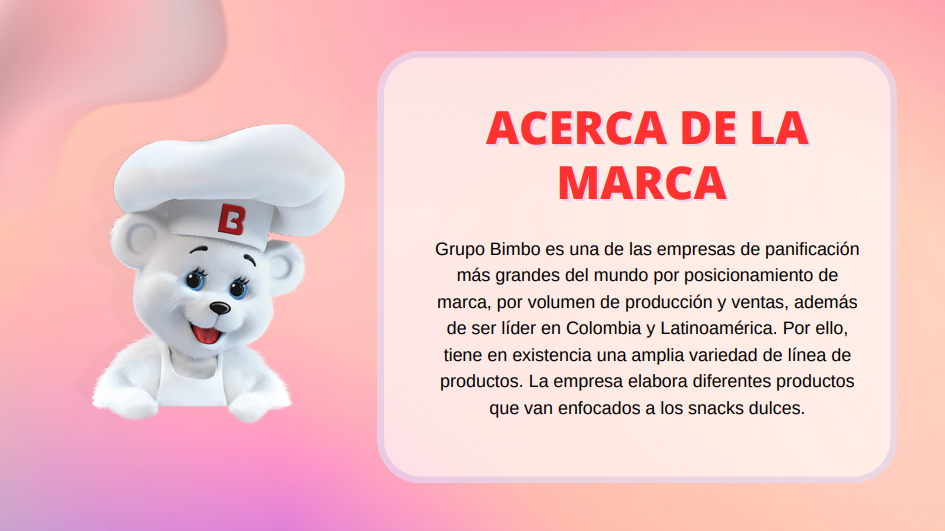 B
ACERCA DE LA
MARCA
Grupo Bimbo es una de las empresas de panificación
más grandes del mundo por posicionamiento de
marca, por volumen de producción y ventas, además
de ser líder en Colombia y Latinoamérica. Por ello,
tiene en existencia una amplia variedad de línea de
productos. La empresa elabora diferentes productos
que van enfocados a los snacks dulces.